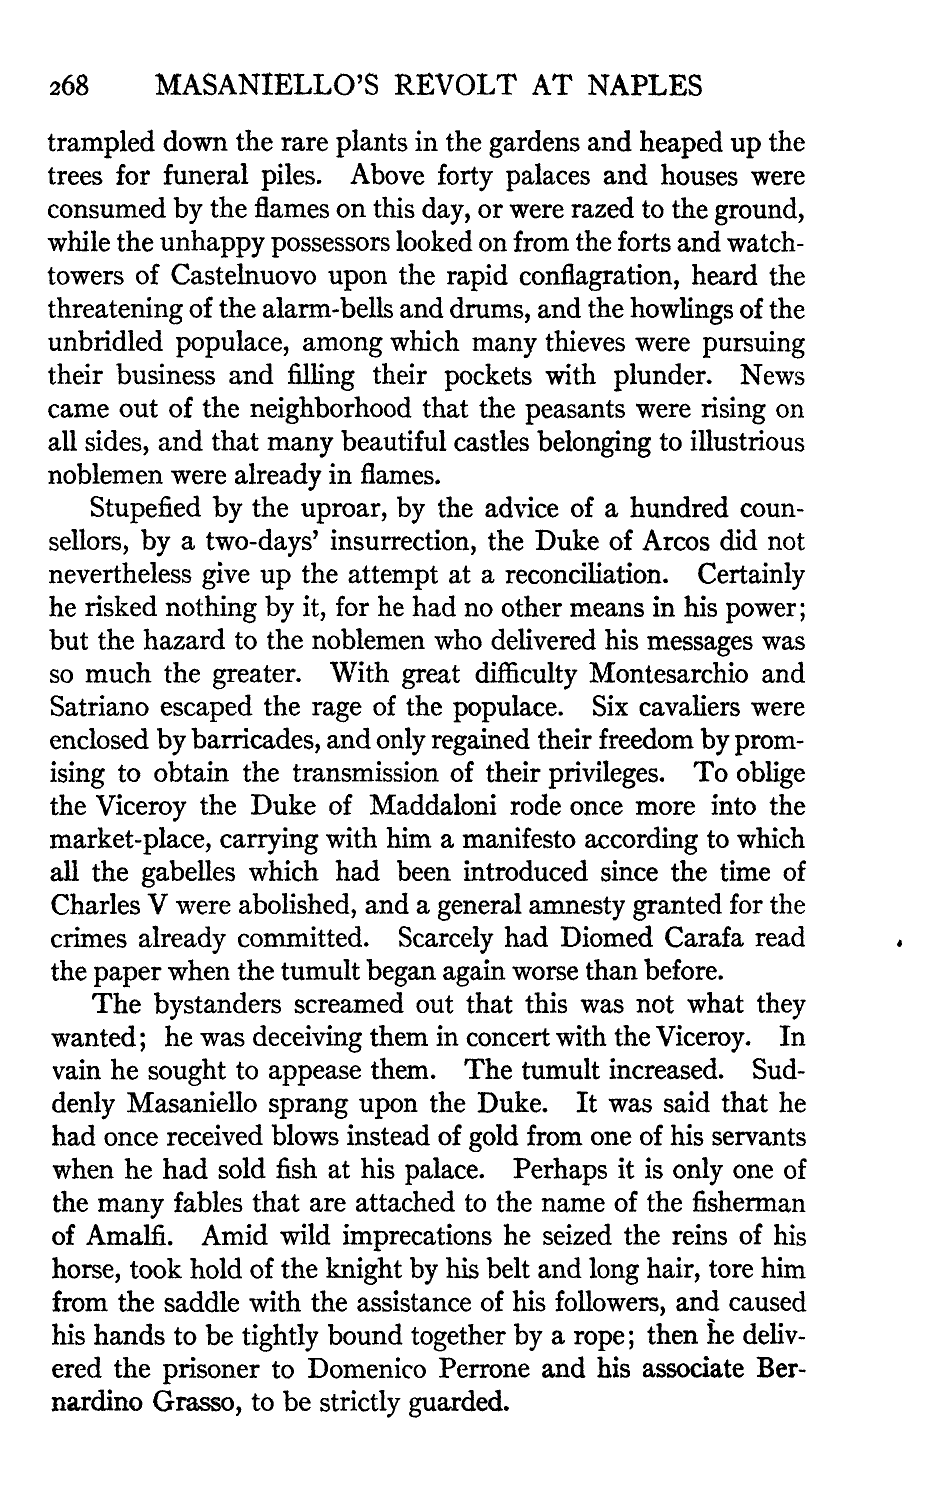 268 MASANIELLO'S REVOLT AT NAPLES
trampled down the rare plants in the gardens and heaped up the
trees for funeral piles. Above forty palaces and houses were
consumed by the flames on this day, or were razed to the ground,
while the unhappy possessors looked on from the forts and watch-
towers of Castelnuovo upon the rapid conflagration, heard the
threatening of the alarm-bells and drums, and the howlings of the
unbridled populace, among which many thieves were pursuing
their business and filling their pockets with plunder. News
came out of the neighborhood that the peasants were rising on
all sides, and that many beautiful castles belonging to illustrious
noblemen were already in flames.
Stupefied by the uproar, by the advice of a hundred coun-
sellors, by a two-days' insurrection, the Duke of Arcos did not
nevertheless give up the attempt at a reconciliation. Certainly
he risked nothing by it, for he had no other means in his power;
but the hazard to the noblemen who delivered his messages was
so much the greater. With great difficulty Montesarchio and
Satriano escaped the rage of the populace. Six cavaliers were
enclosed by barricades, and only regained their freedom by prom-
ising to obtain the transmission of their privileges. To oblige
the Viceroy the Duke of Maddaloni rode once more into the
market-place, carrying with him a manifesto according to which
all the gabelles which had been introduced since the time of
Charles V were abolished, and a general amnesty granted for the
crimes already committed. Scarcely had Diomed Carafa read
the paper when the tumult began again worse than before.
The bystanders screamed out that this was not what they
wanted; he was deceiving them in concert with the Viceroy. In
vain he sought to appease them. The tumult increased. Sud-
denly Masaniello sprang upon the Duke. It was said that he
had once received blows instead of gold from one of his servants
when he had sold fish at his palace. Perhaps it is only one of
the many fables that are attached to the name of the fisherman
of Amalfi. Amid wild imprecations he seized the reins of his
horse, took hold of the knight by his belt and long hair, tore him
from the saddle with the assistance of his followers, and caused
his hands to be tightly bound together by a rope; then he deliv-
ered the prisoner to Domenico Perrone and his associate Ber-
nardino Grasso, to be strictly guarded.